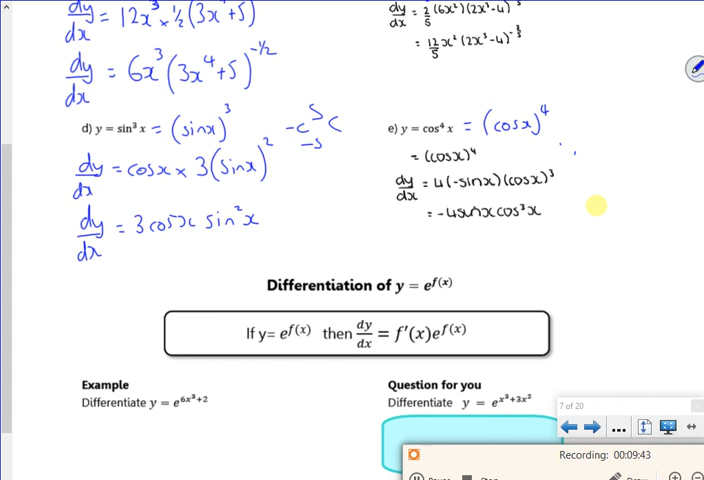 dy/dx = 12x³ × ½ (3x⁴ + 5)
dy/dx = 6x³ (3x⁴ + 5)^(-1/2)
dy/dx = 2/5 (6x²)(2x³ - 4)
= 12/5 x² (2x³ - 4)^(-3/5)
d) y = sin³ x = (sinx)³
S
-C C
-S
dy/dx = cosx × 3(sinx)²
dy/dx = 3cosx sin²x
e) y = cos⁴ x = (cosx)⁴
= (cosx)⁴
dy/dx = 4(-sinx)(cosx)³
= -4sinxcos³x
Differentiation of y = e^f(x)
If y= e^f(x) then dy/dx = f'(x)e^f(x)
Example
Differentiate y = e^(6x³+2)
Question for you
Differentiate y = e^(x³+3x²)
7 of 20
...
Recording: 00:09:43